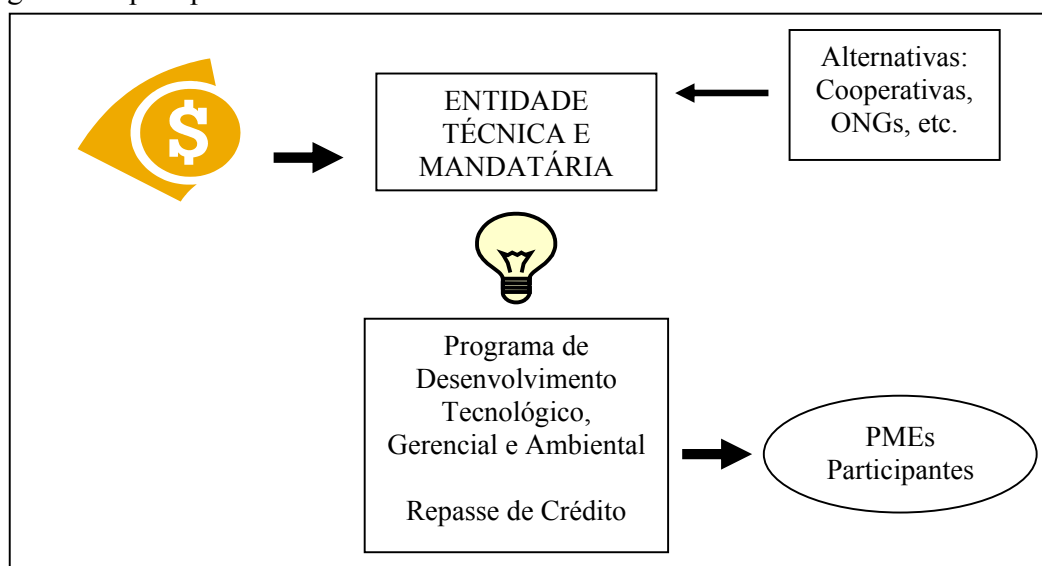 $
ENTIDADE
TÉCNICA E
MANDATÁRIA
Alternativas:
Cooperativas,
ONGs, etc.
Programa de
Desenvolvimento
Tecnológico,
Gerencial e Ambiental
Repasse de Crédito
PMEs
Participantes